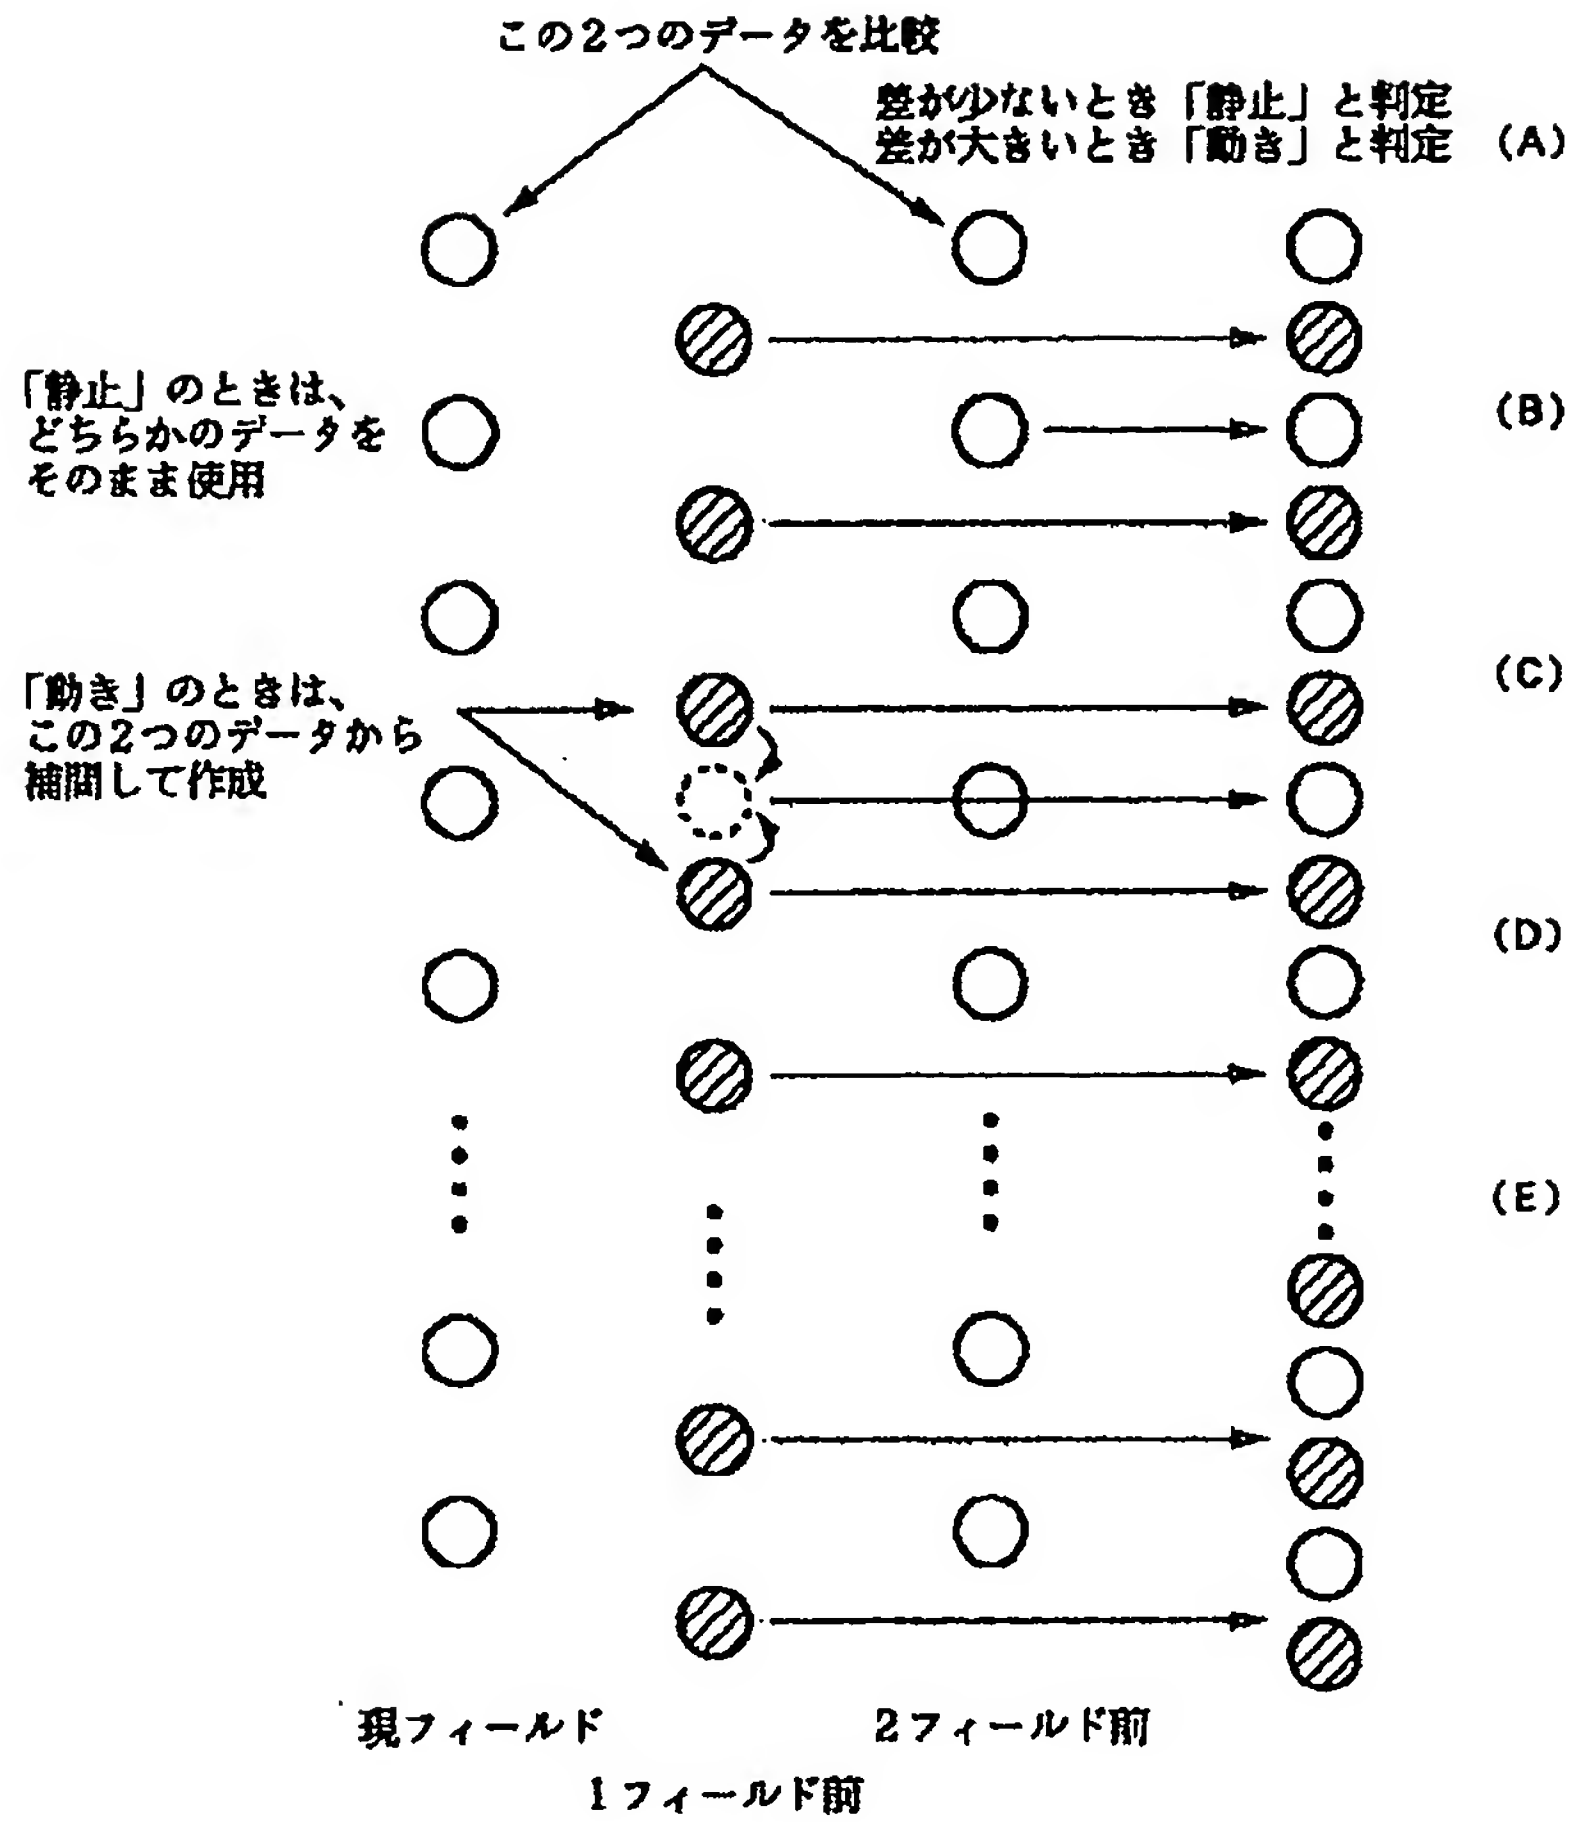 この2つのデータを比較
差が少ないとき「静止」と判定
差が大きいとき「動き」と判定
(A)
「静止」のときは、
どちらかのデータを
そのまま使用
(B)
「動き」のときは、
この2つのデータから
補間して作成
(C)
(D)
(E)
現フィールド
2フィールド前
1フィールド前